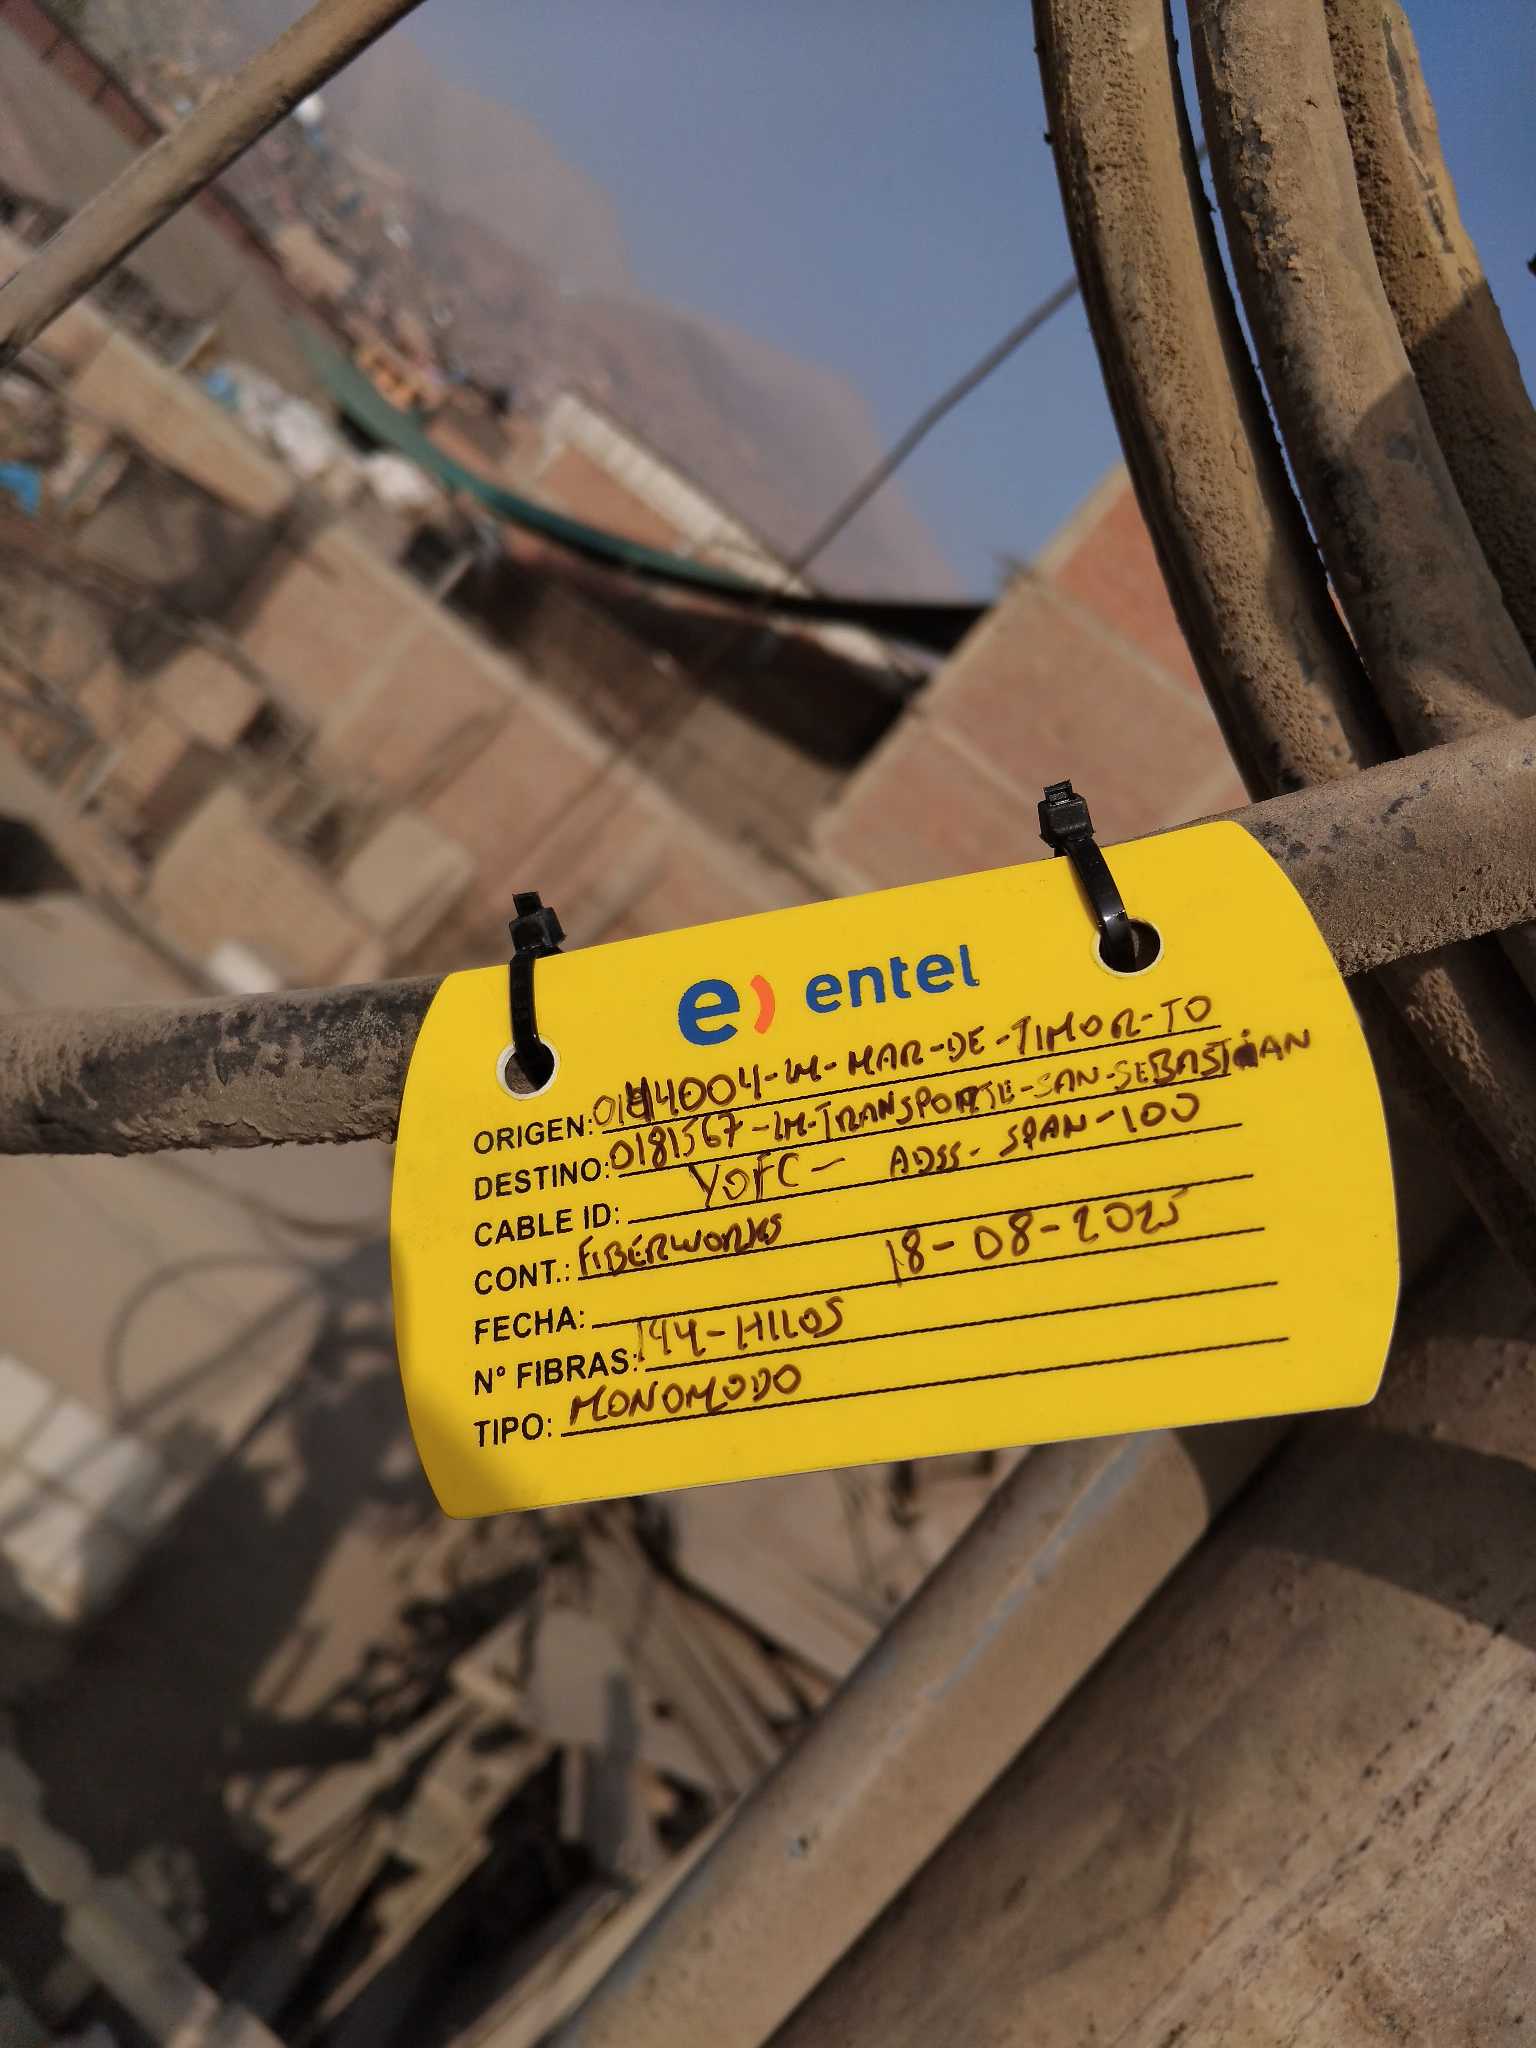 e) entel
ORIGEN: 0144004-LM-MAR-DE-TIMOR-TO
DESTINO: 0181567-LM-TRANSPORTE-SAN-SEBASTIAN
CABLE ID: YOFC- ADSS- SPAN-100
CONT.: FIBERWORKS
FECHA: 18-08-2025
N° FIBRAS: 144-HILOS
TIPO: MONOMODO